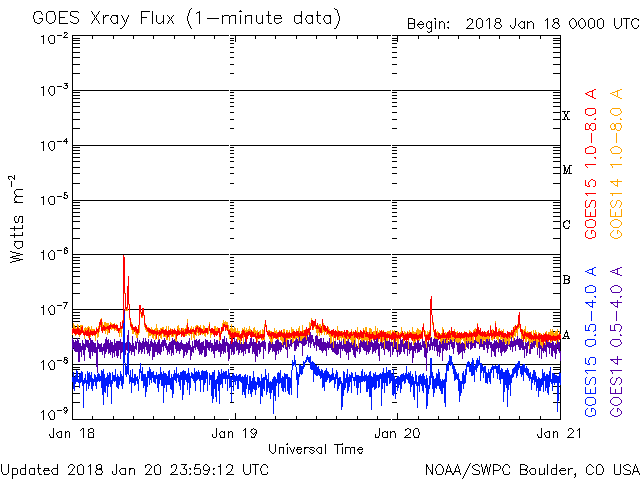 GOES Xray Flux (1-minute data)
Begin: 2018 Jan 18 0000 UTC
10⁻²
10⁻³
10⁻⁴
10⁻⁵
10⁻⁶
10⁻⁷
10⁻⁸
10⁻⁹
Watts m⁻²
X
M
C
B
A
GOES15 1.0-8.0 A
GOES14 1.0-8.0 A
GOES15 0.5-4.0 A
GOES14 0.5-4.0 A
Jan 18
Jan 19
Jan 20
Jan 21
Universal Time
Updated 2018 Jan 20 23:59:12 UTC
NOAA/SWPC Boulder, CO USA